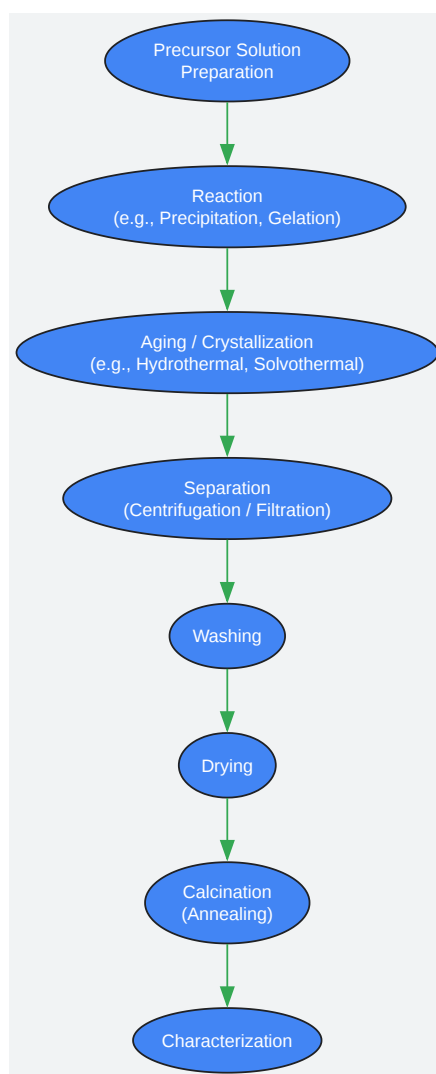 Precursor Solution
Preparation
Reaction
(e.g., Precipitation, Gelation)
Aging / Crystallization
(e.g., Hydrothermal, Solvothermal)
Separation
(Centrifugation / Filtration)
Washing
Drying
Calcination
(Annealing)
Characterization